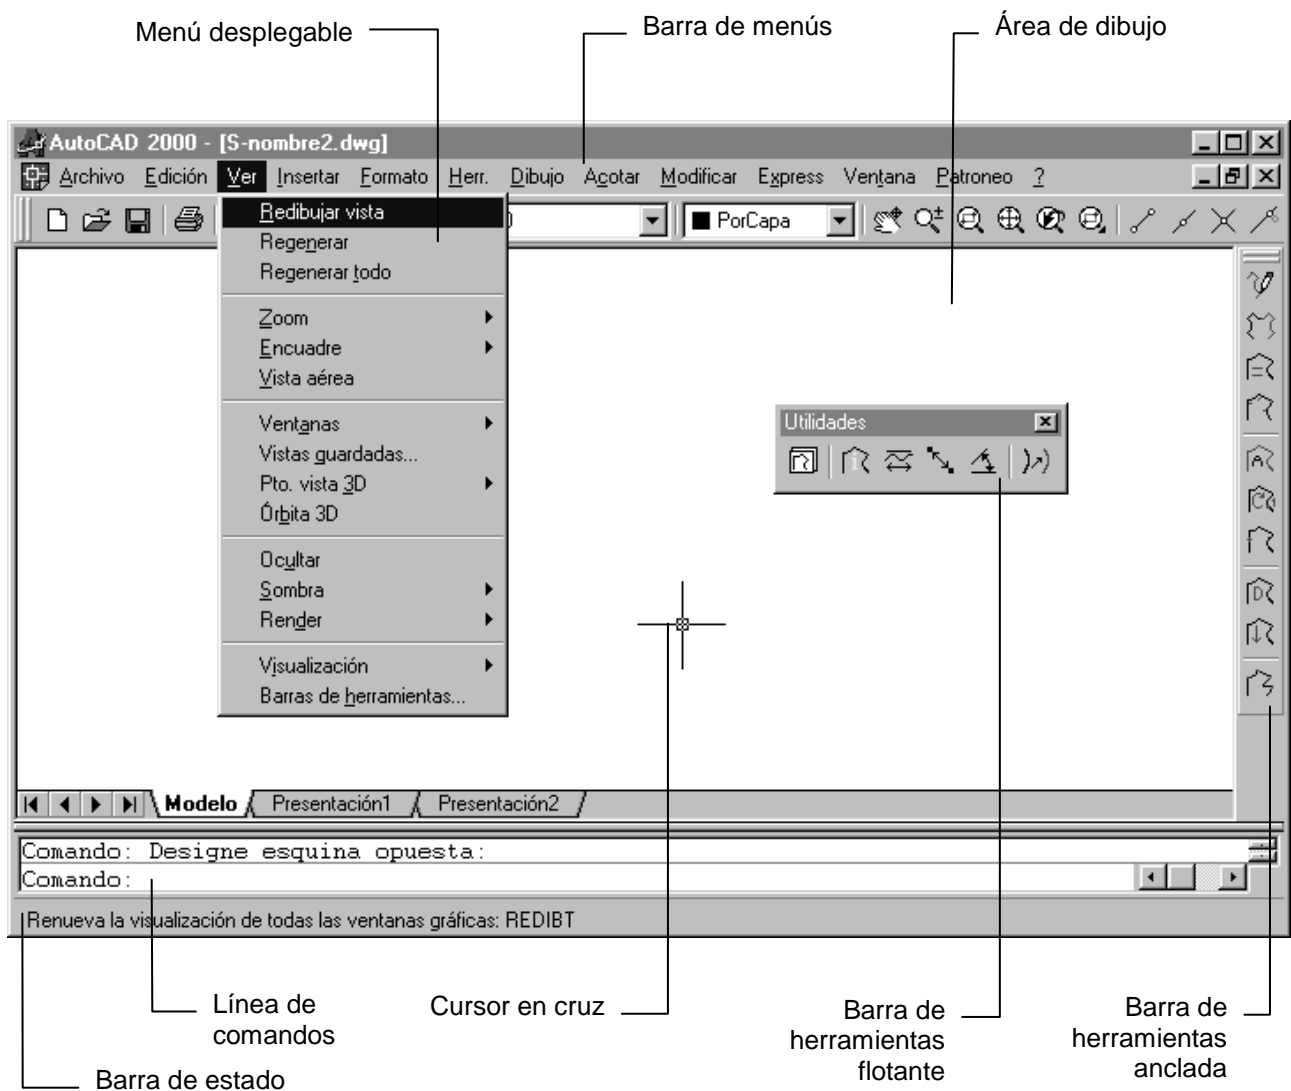 Menú desplegable
Barra de menús
Área de dibujo
AutoCAD 2000 - [S-nombre2.dwg]
Archivo Edición Ver Insertar Formato Herr. Dibujo Acotar Modificar Express Ventana Patroneo ?
PorCapa
Redibujar vista
Regenerar
Regenerar todo
Zoom
Encuadre
Vista aérea
Ventanas
Vistas guardadas...
Pto. vista 3D
Órbita 3D
Ocultar
Sombra
Render
Visualización
Barras de herramientas...
Utilidades
Modelo Presentación1 Presentación2
Comando: Designe esquina opuesta:
Comando:
Renueva la visualización de todas las ventanas gráficas: REDIBT
Línea de
comandos
Cursor en cruz
Barra de
herramientas
flotante
Barra de
herramientas
anclada
Barra de estado